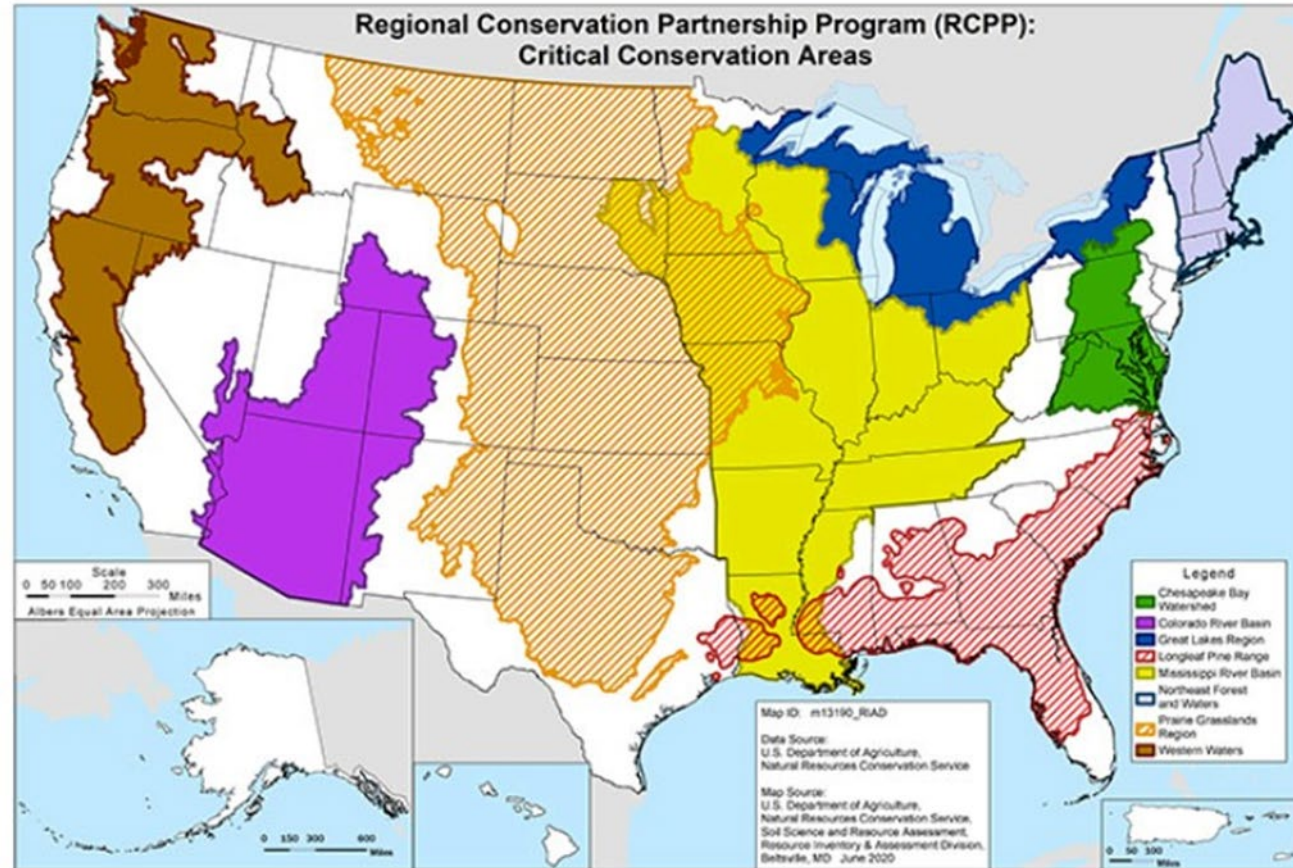 Regional Conservation Partnership Program (RCPP):
Critical Conservation Areas
Scale
0 50 100 200 300
Miles
Albers Equal Area Projection
Legend
Chesapeake Bay
Watershed
Colorado River Basin
Great Lakes Region
Longleaf Pine Range
Mississippi River Basin
Northeast Forest
and Waters
Prairie Grasslands
Region
Western Waters
Map ID: m13190_RIAD
Data Source:
U.S. Department of Agriculture,
Natural Resources Conservation Service
Map Source:
U.S. Department of Agriculture,
Natural Resources Conservation Service,
Soil Science and Resource Assessment,
Resource Inventory & Assessment Division,
Beltsville, MD June 2020
0 150 300 600
Miles
0 50 100
Miles